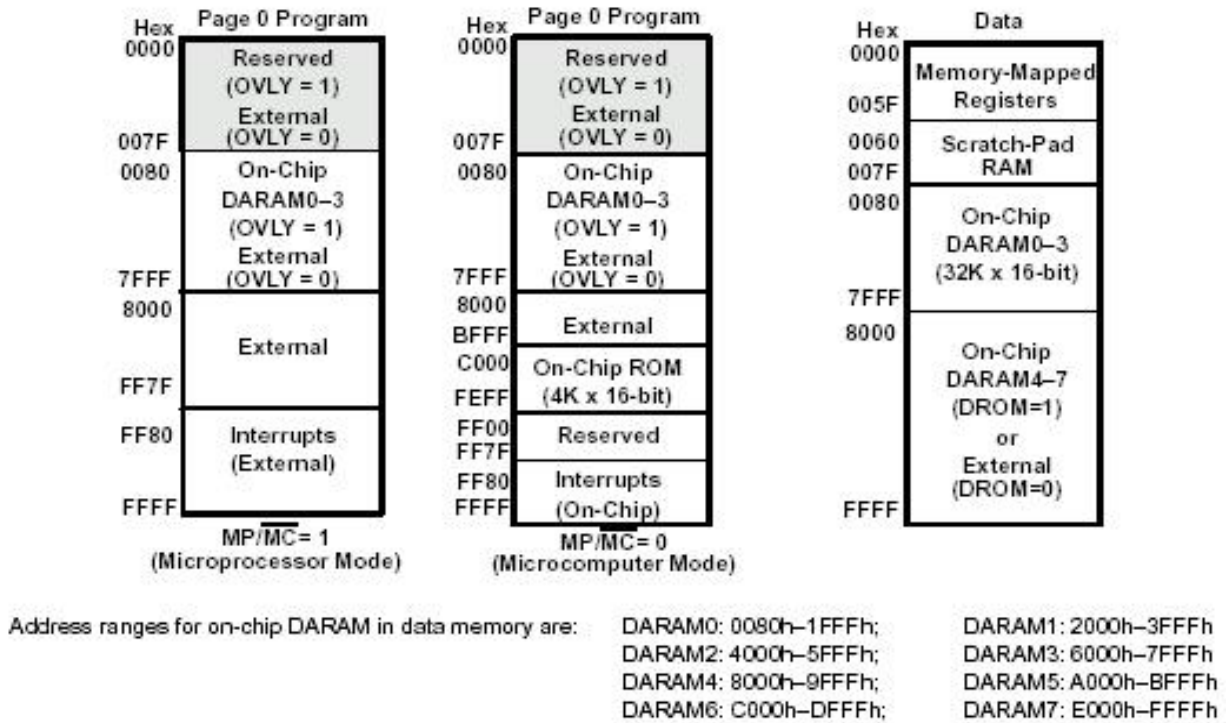 Page 0 Program
Hex
0000
Reserved
(OVLY = 1)
External
(OVLY = 0)
007F
0080
On-Chip
DARAM0–3
(OVLY = 1)
External
(OVLY = 0)
7FFF
8000
External
FF7F
FF80
Interrupts
(External)
FFFF
MP/MC= 1
(Microprocessor Mode)
Page 0 Program
Hex
0000
Reserved
(OVLY = 1)
External
(OVLY = 0)
007F
0080
On-Chip
DARAM0–3
(OVLY = 1)
External
(OVLY = 0)
7FFF
8000
External
BFFF
C000
On-Chip ROM
(4K x 16-bit)
FEFF
FF00
Reserved
FF7F
FF80
Interrupts
(On-Chip)
FFFF
MP/MC= 0
(Microcomputer Mode)
Data
Hex
0000
Memory-Mapped
Registers
005F
0060
Scratch-Pad
RAM
007F
0080
On-Chip
DARAM0–3
(32K x 16-bit)
7FFF
8000
On-Chip
DARAM4–7
(DROM=1)
or
External
(DROM=0)
FFFF
Address ranges for on-chip DARAM in data memory are: DARAM0: 0080h–1FFFh; DARAM1: 2000h–3FFFh
DARAM2: 4000h–5FFFh; DARAM3: 6000h–7FFFh
DARAM4: 8000h–9FFFh; DARAM5: A000h–BFFFh
DARAM6: C000h–DFFFh; DARAM7: E000h–FFFFh